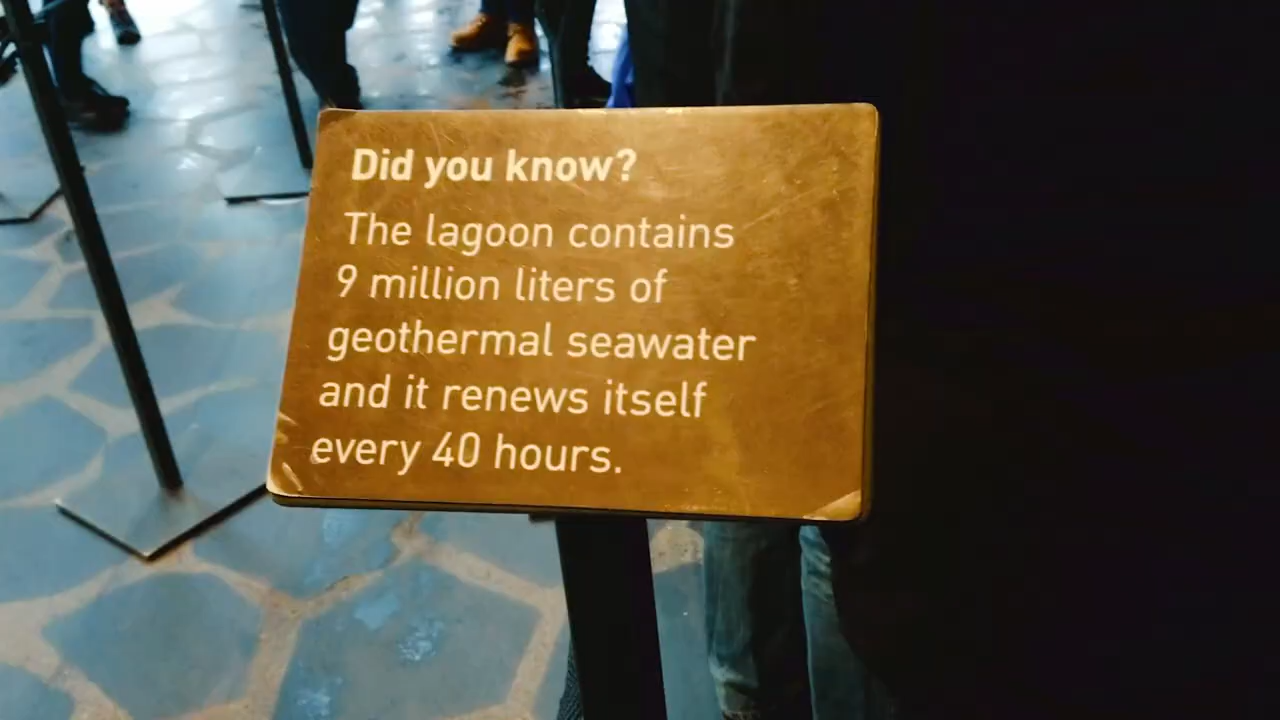 Did you know?
The lagoon contains
9 million liters of
geothermal seawater
and it renews itself
every 40 hours.